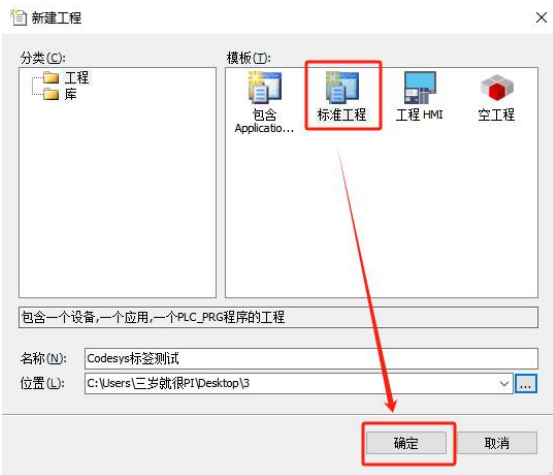 新建工程
分类(C):
模板(T):
工程
库
包含
Applicatio...
标准工程
工程 HMI
空工程
包含一个设备,一个应用,一个PLC_PRG程序的工程
名称(N):
Codesys标签测试
位置(L):
C:\Users\三岁就很PI\Desktop\3
...
确定
取消